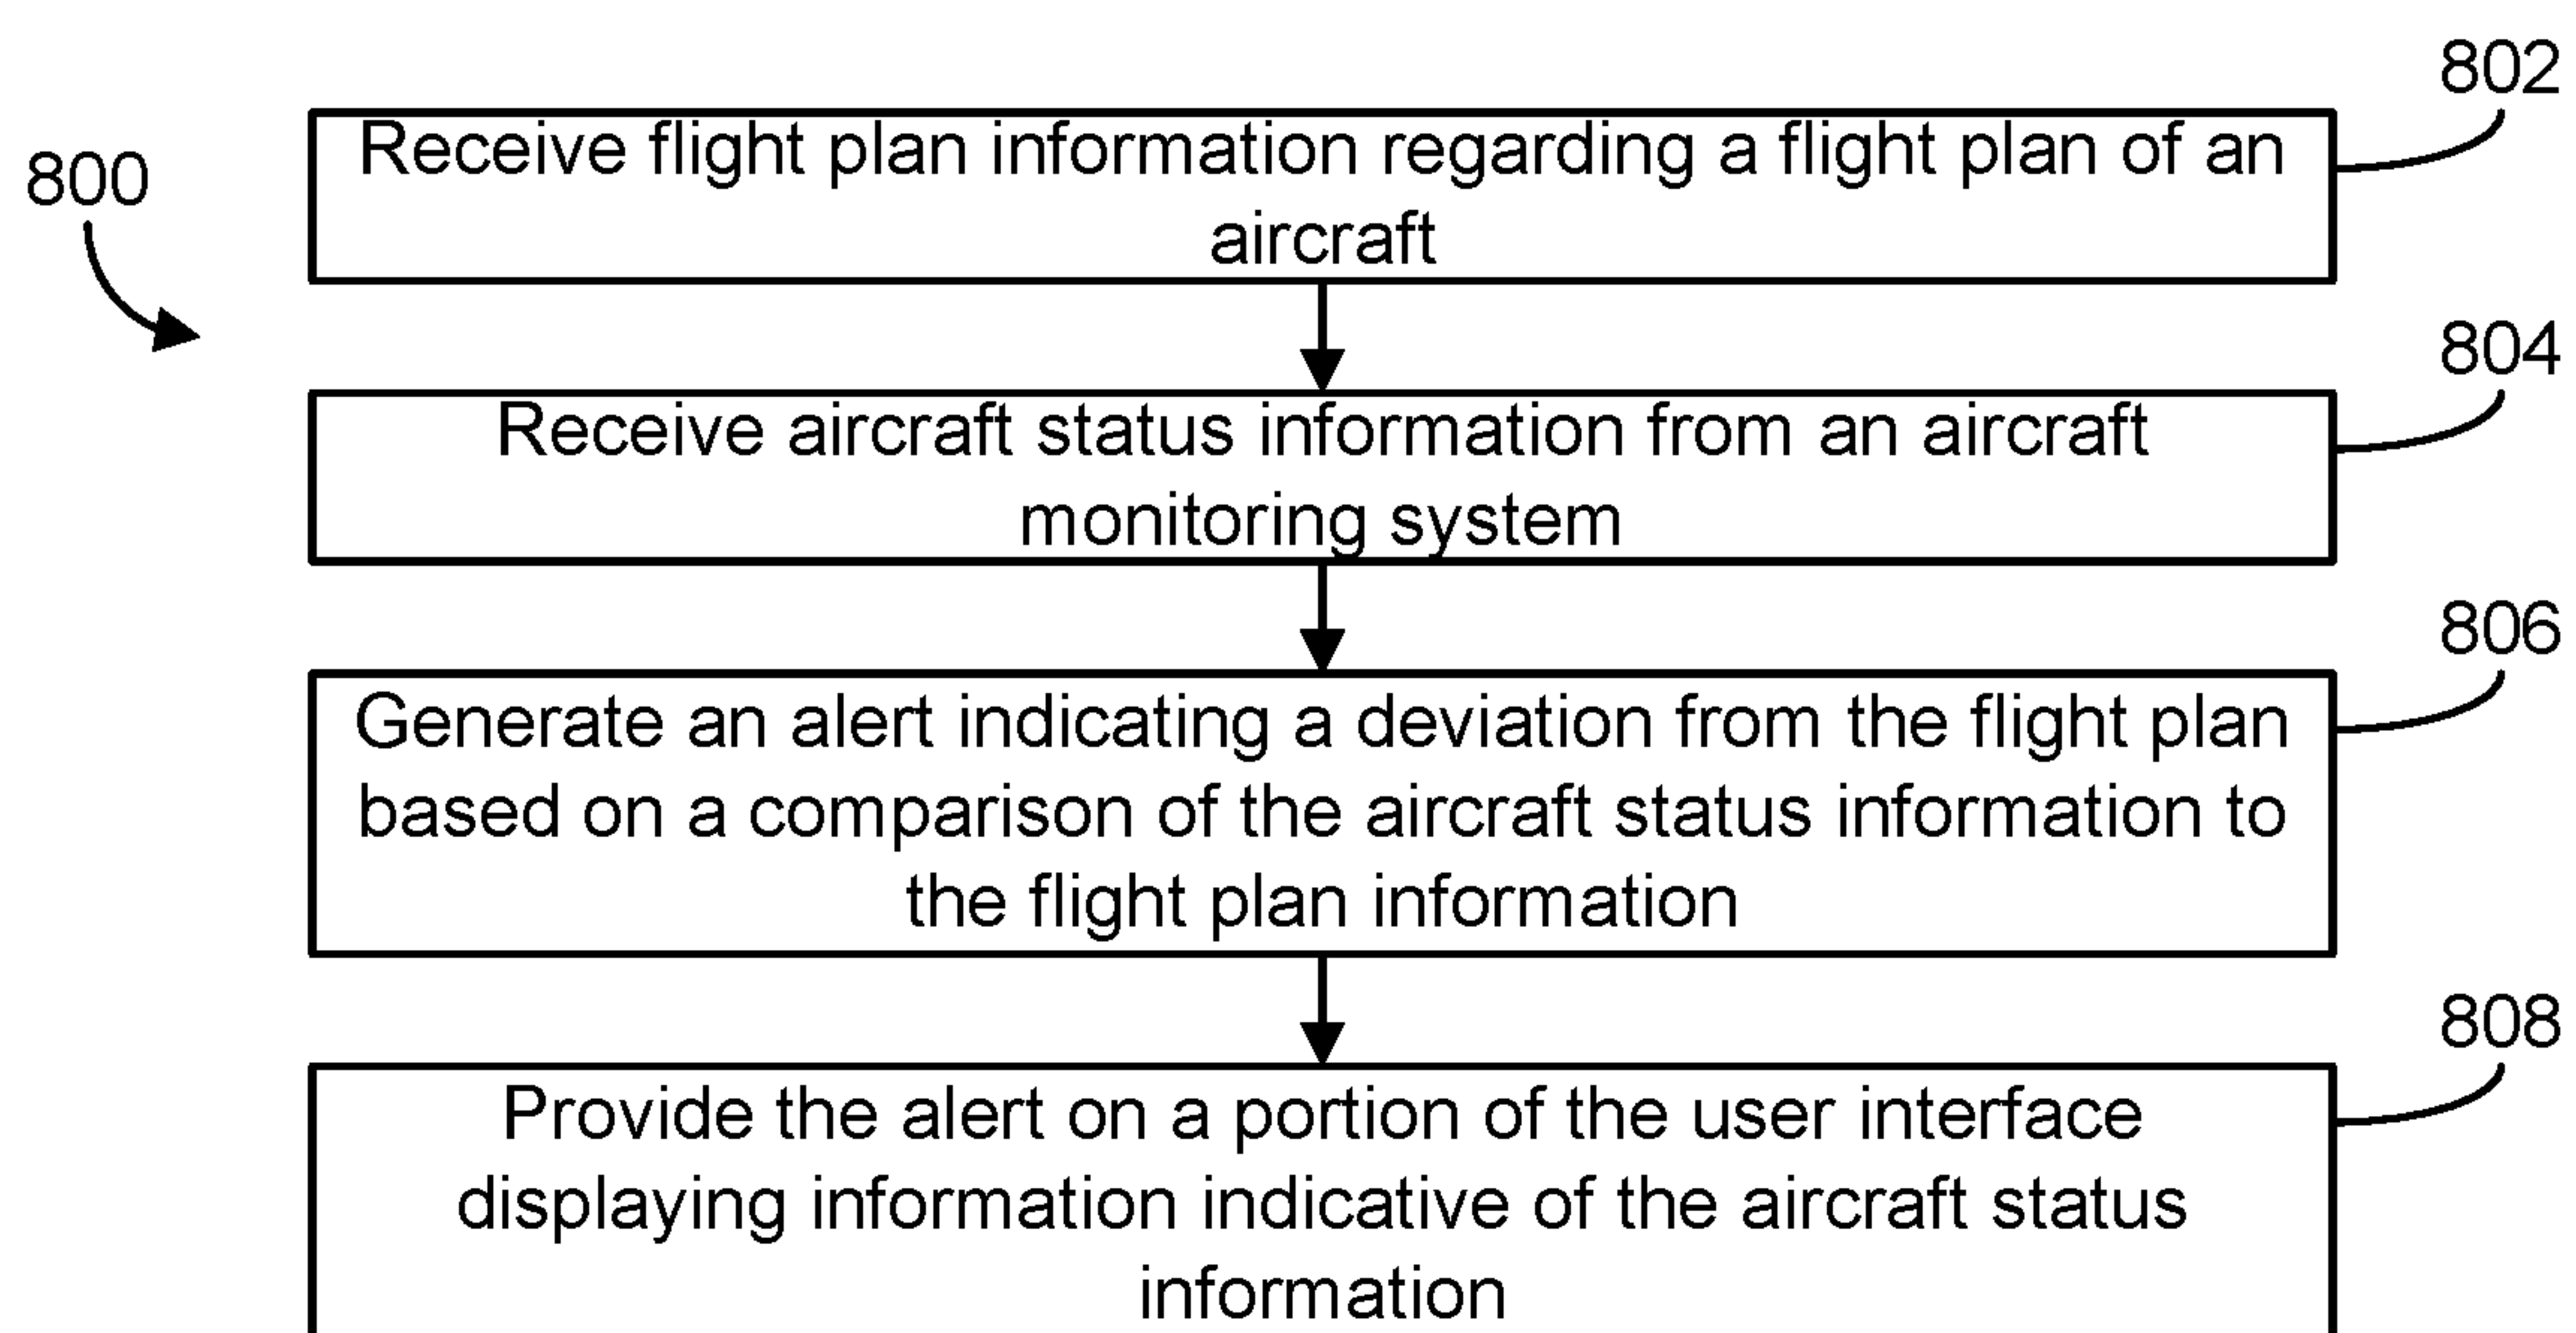 802
800
Receive flight plan information regarding a flight plan of an
aircraft
804
Receive aircraft status information from an aircraft
monitoring system
806
Generate an alert indicating a deviation from the flight plan
based on a comparison of the aircraft status information to
the flight plan information
808
Provide the alert on a portion of the user interface
displaying information indicative of the aircraft status
information